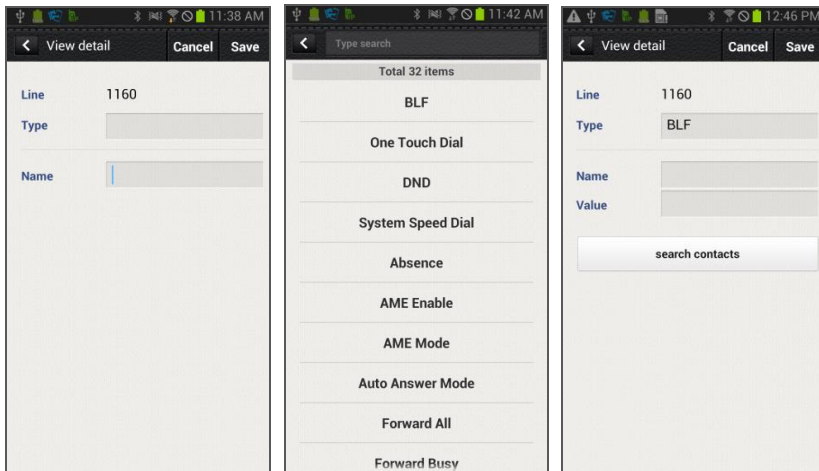 11:38 AM
View detail
Cancel
Save
Line
1160
Type
Name
11:42 AM
Type search
Total 32 items
BLF
One Touch Dial
DND
System Speed Dial
Absence
AME Enable
AME Mode
Auto Answer Mode
Forward All
Forward Busy
12:46 PM
View detail
Cancel
Save
Line
1160
Type
BLF
Name
Value
search contacts